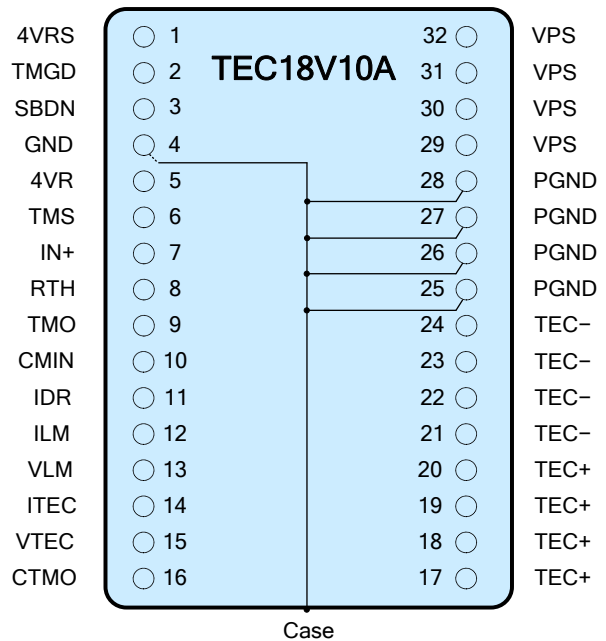 4VRS 1 32 VPS
TMGD 2 TEC18V10A 31 VPS
SBDN 3 30 VPS
GND 4 29 VPS
4VR 5 28 PGND
TMS 6 27 PGND
IN+ 7 26 PGND
RTH 8 25 PGND
TMO 9 24 TEC−
CMIN 10 23 TEC−
IDR 11 22 TEC−
ILM 12 21 TEC−
VLM 13 20 TEC+
ITEC 14 19 TEC+
VTEC 15 18 TEC+
CTMO 16 17 TEC+
Case